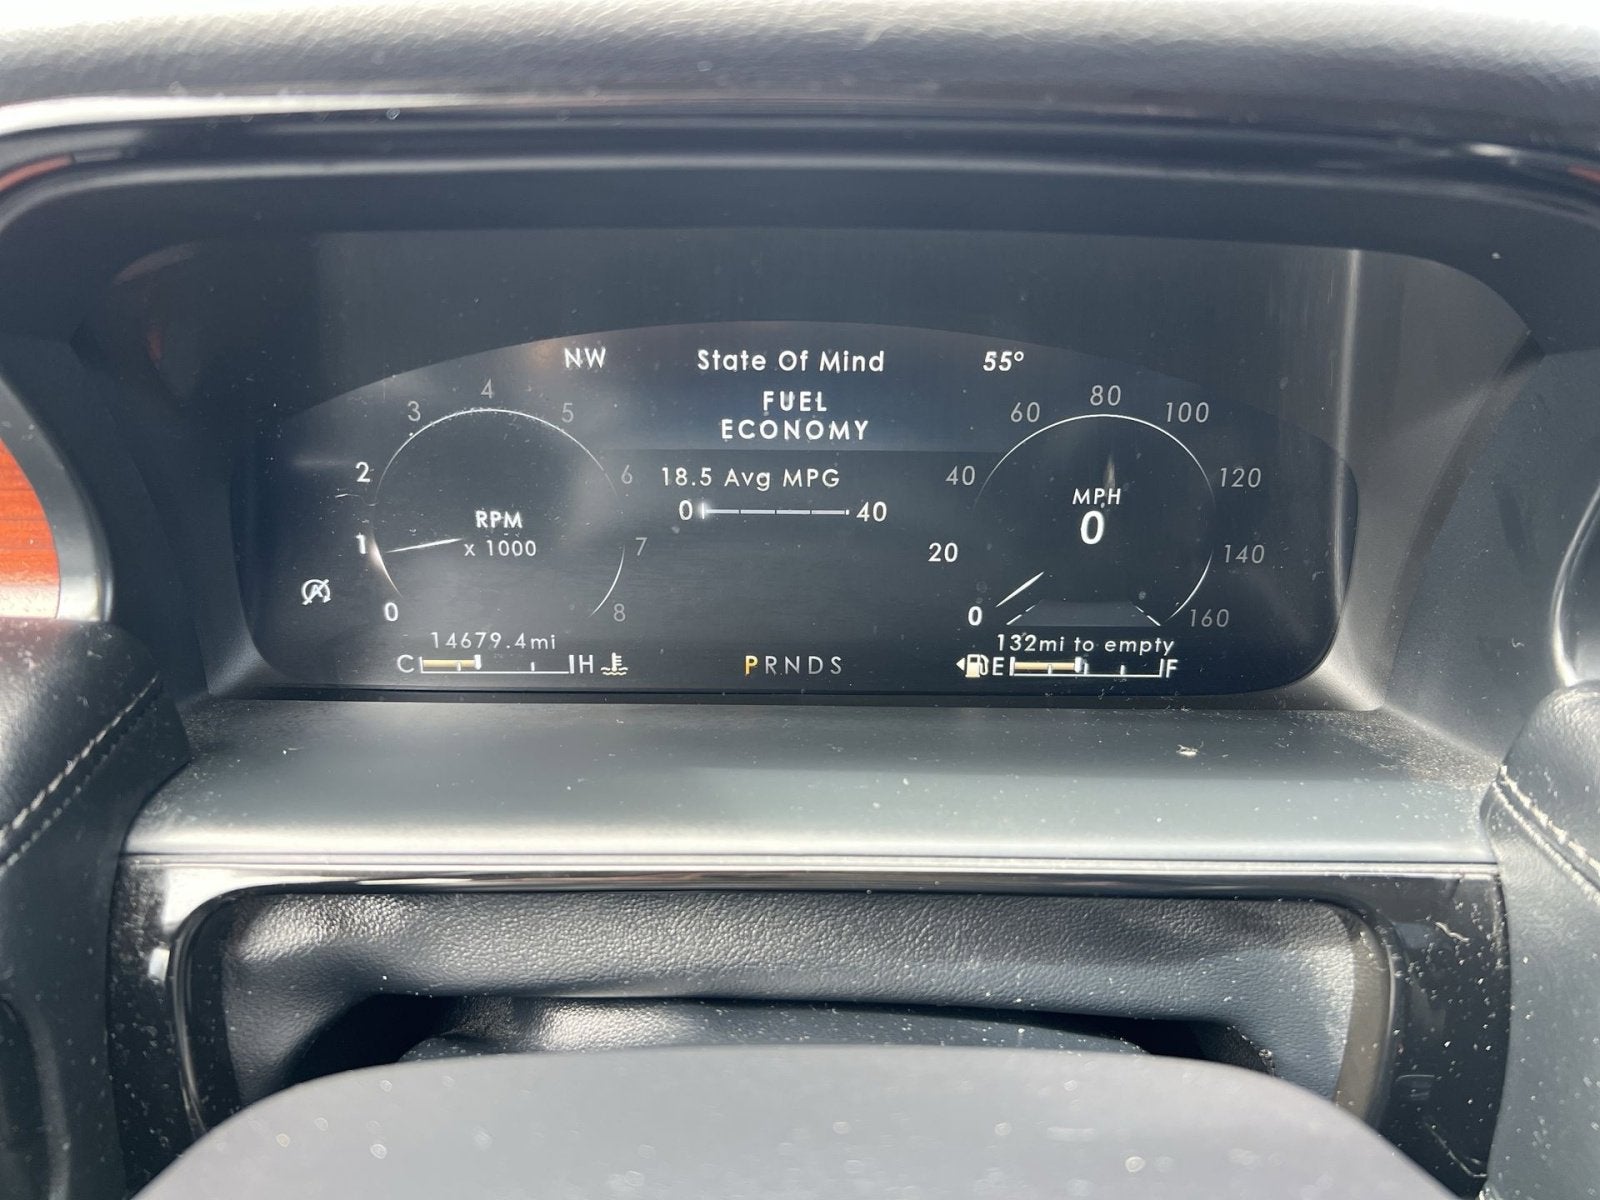 NW State Of Mind 55°
FUEL
ECONOMY
18.5 Avg MPG
0 40
0 1 2 3 4 5 6 7 8
RPM
x 1000
0 20 40 60 80 100 120 140 160
MPH
0
14679.4mi
C H
PRNDS
132mi to empty
E F